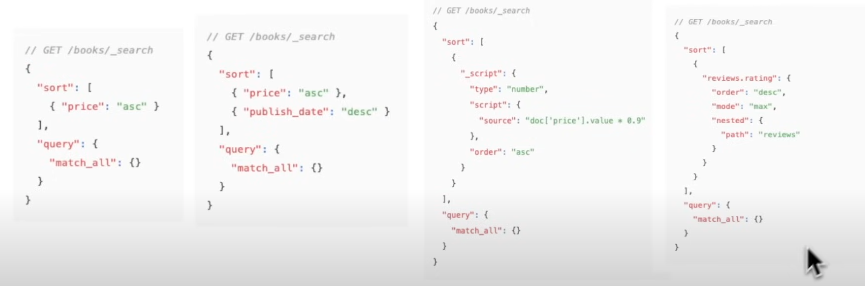 // GET /books/_search
{
  "sort": [
    { "price": "asc" }
  ],
  "query": {
    "match_all": {}
  }
}
// GET /books/_search
{
  "sort": [
    { "price": "asc" },
    { "publish_date": "desc" }
  ],
  "query": {
    "match_all": {}
  }
}
// GET /books/_search
{
  "sort": [
    {
      "_script": {
        "type": "number",
        "script": {
          "source": "doc['price'].value * 0.9"
        },
        "order": "asc"
      }
    }
  ],
  "query": {
    "match_all": {}
  }
}
// GET /books/_search
{
  "sort": [
    {
      "reviews.rating": {
        "order": "desc",
        "mode": "max",
        "nested": {
          "path": "reviews"
        }
      }
    }
  ],
  "query": {
    "match_all": {}
  }
}